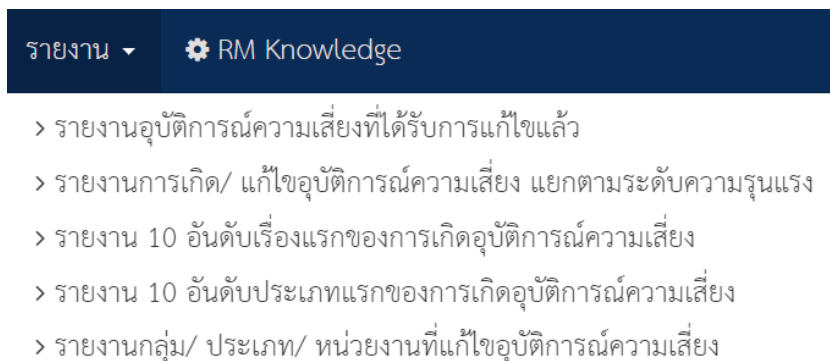 รายงาน RM Knowledge
> รายงานอุบัติการณ์ความเสี่ยงที่ได้รับการแก้ไขแล้ว
> รายงานการเกิด/ แก้ไขอุบัติการณ์ความเสี่ยง แยกตามระดับความรุนแรง
> รายงาน 10 อันดับเรื่องแรกของการเกิดอุบัติการณ์ความเสี่ยง
> รายงาน 10 อันดับประเภทแรกของการเกิดอุบัติการณ์ความเสี่ยง
> รายงานกลุ่ม/ ประเภท/ หน่วยงานที่แก้ไขอุบัติการณ์ความเสี่ยง